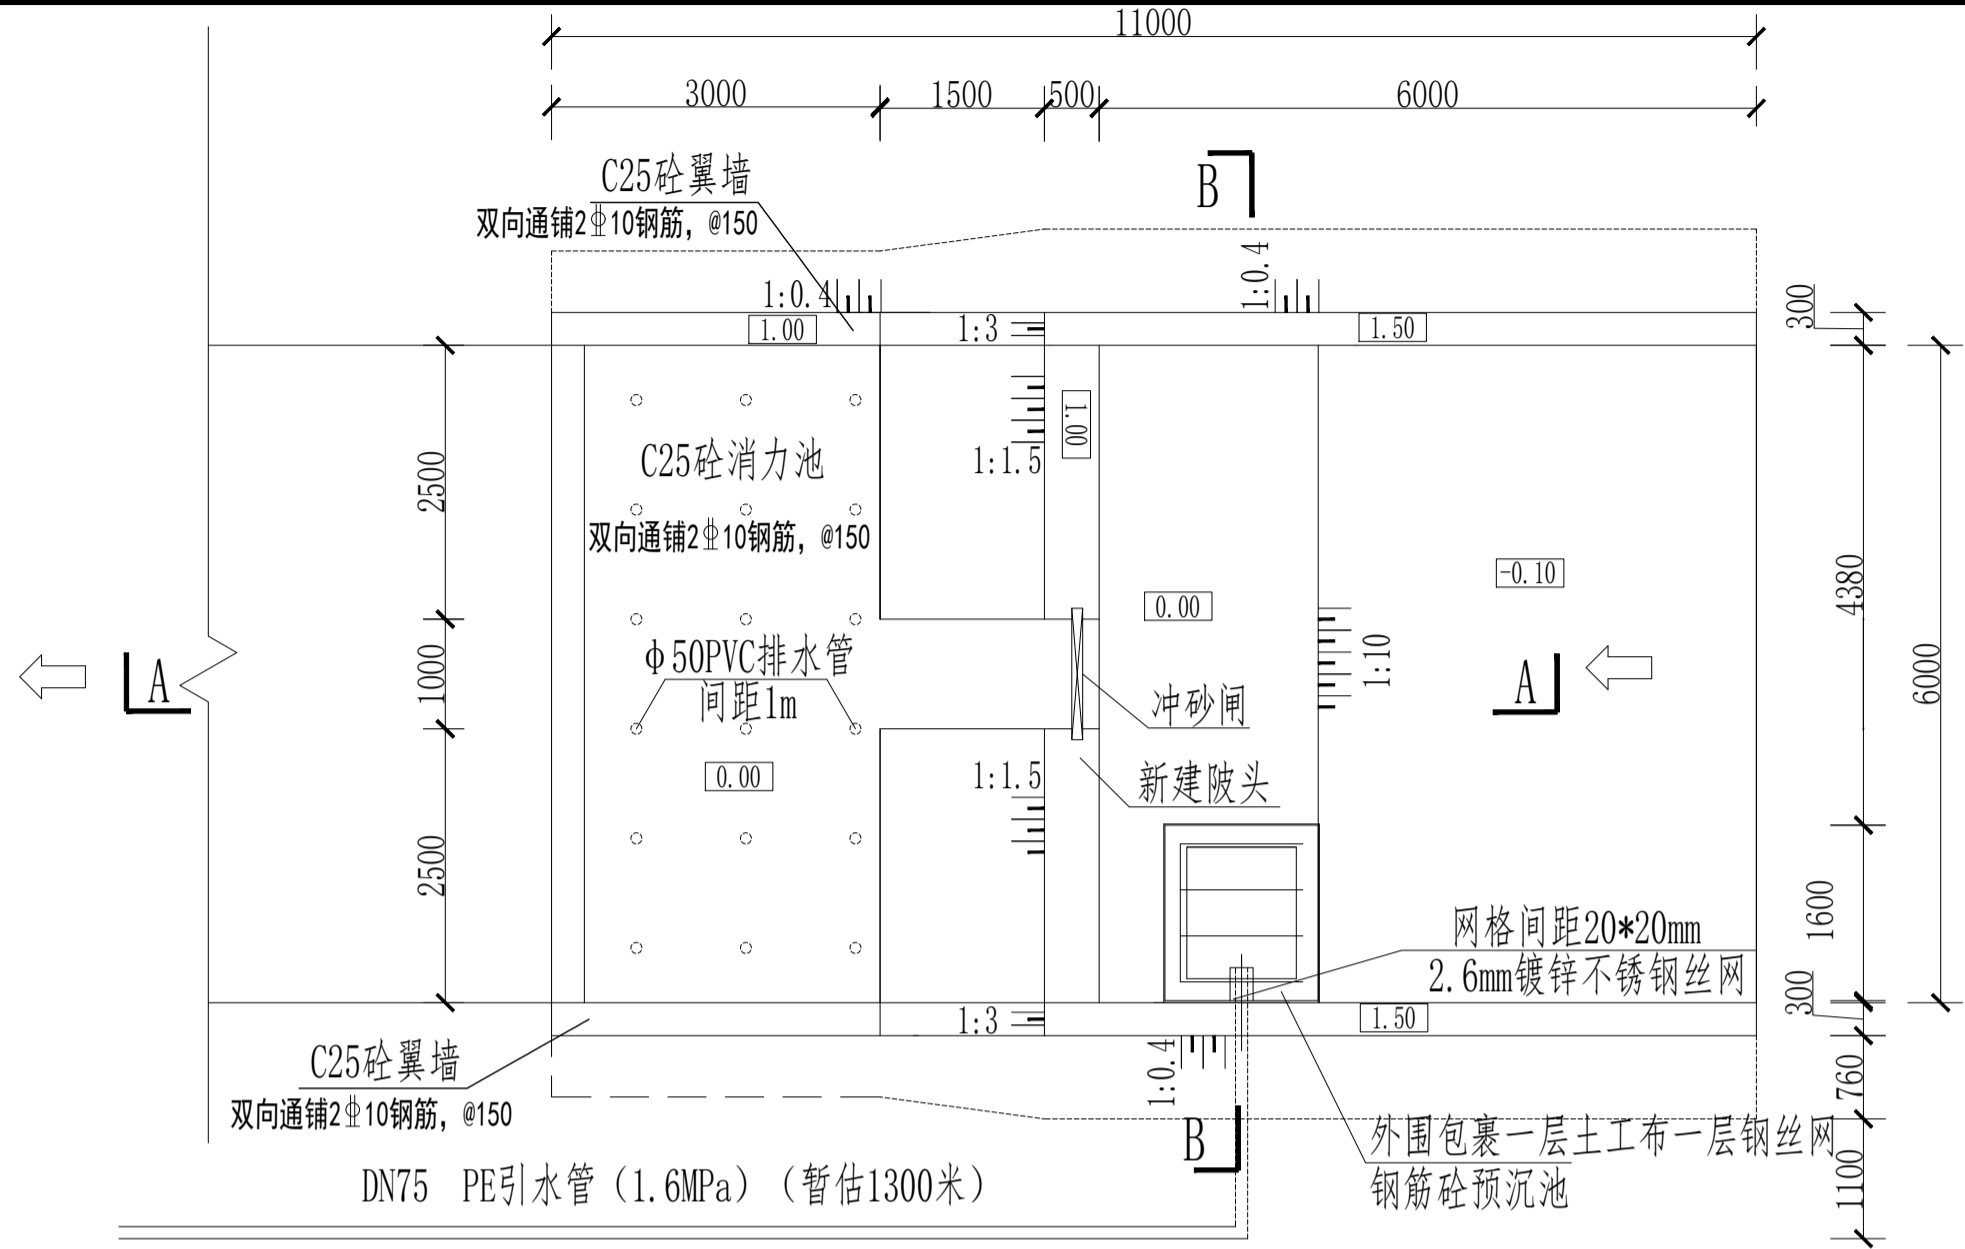 11000
3000
1500
500
6000
C25砼翼墙
双向通铺2⏀10钢筋，@150
B
1:0.4
1:0.4
300
1.00
1:3
1.50
1.00
2500
C25砼消力池
1:1.5
双向通铺2⏀10钢筋，@150
-0.10
4380
0.00
A
1000
ф50PVC排水管
间距1m
冲砂闸
1:10
A
6000
0.00
1:1.5
新建陂头
2500
网格间距20*20mm
2.6mm镀锌不锈钢丝网
1600
300
1:3
1.50
C25砼翼墙
双向通铺2⏀10钢筋，@150
1:0.4
760
B
外围包裹一层土工布一层钢丝网
钢筋砼预沉池
1100
DN75 PE引水管（1.6MPa）（暂估1300米）